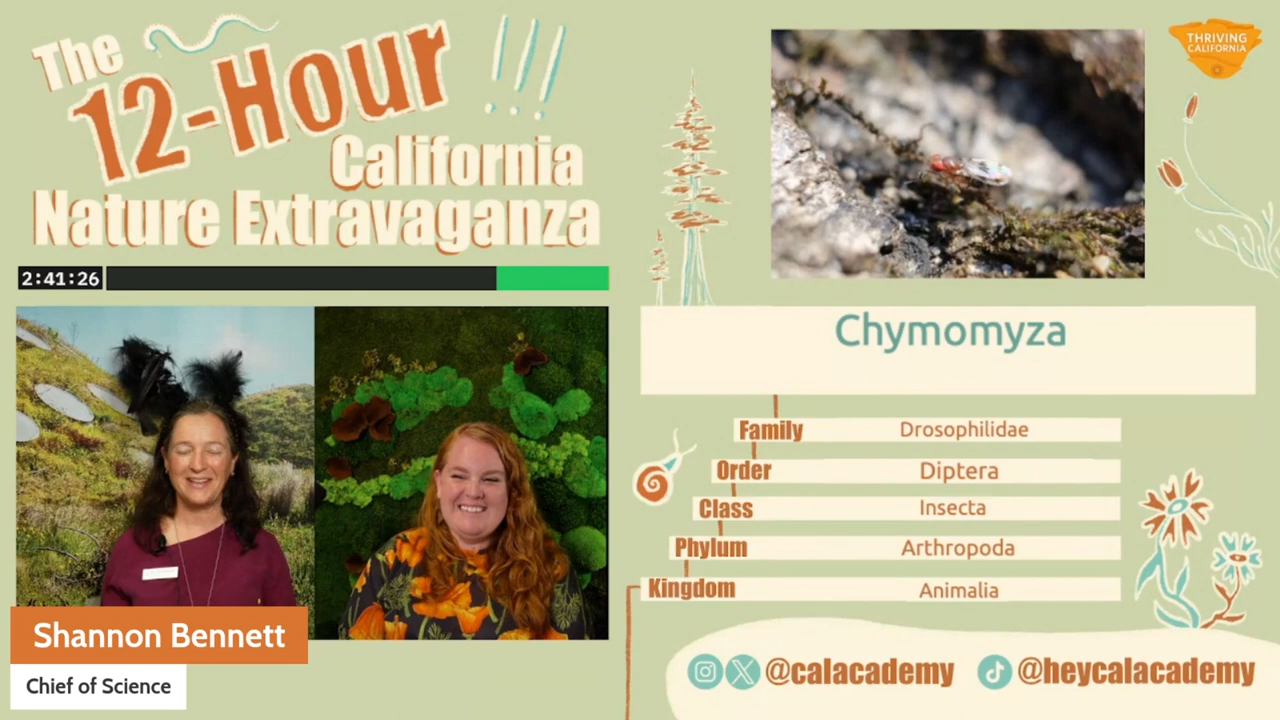 The
12-Hour !!!
California
Nature Extravaganza
2:41:26
Shannon Bennett
Chief of Science
THRIVING
CALIFORNIA
Chymomyza
Family Drosophilidae
Order Diptera
Class Insecta
Phylum Arthropoda
Kingdom Animalia
@calacademy @heycalacademy